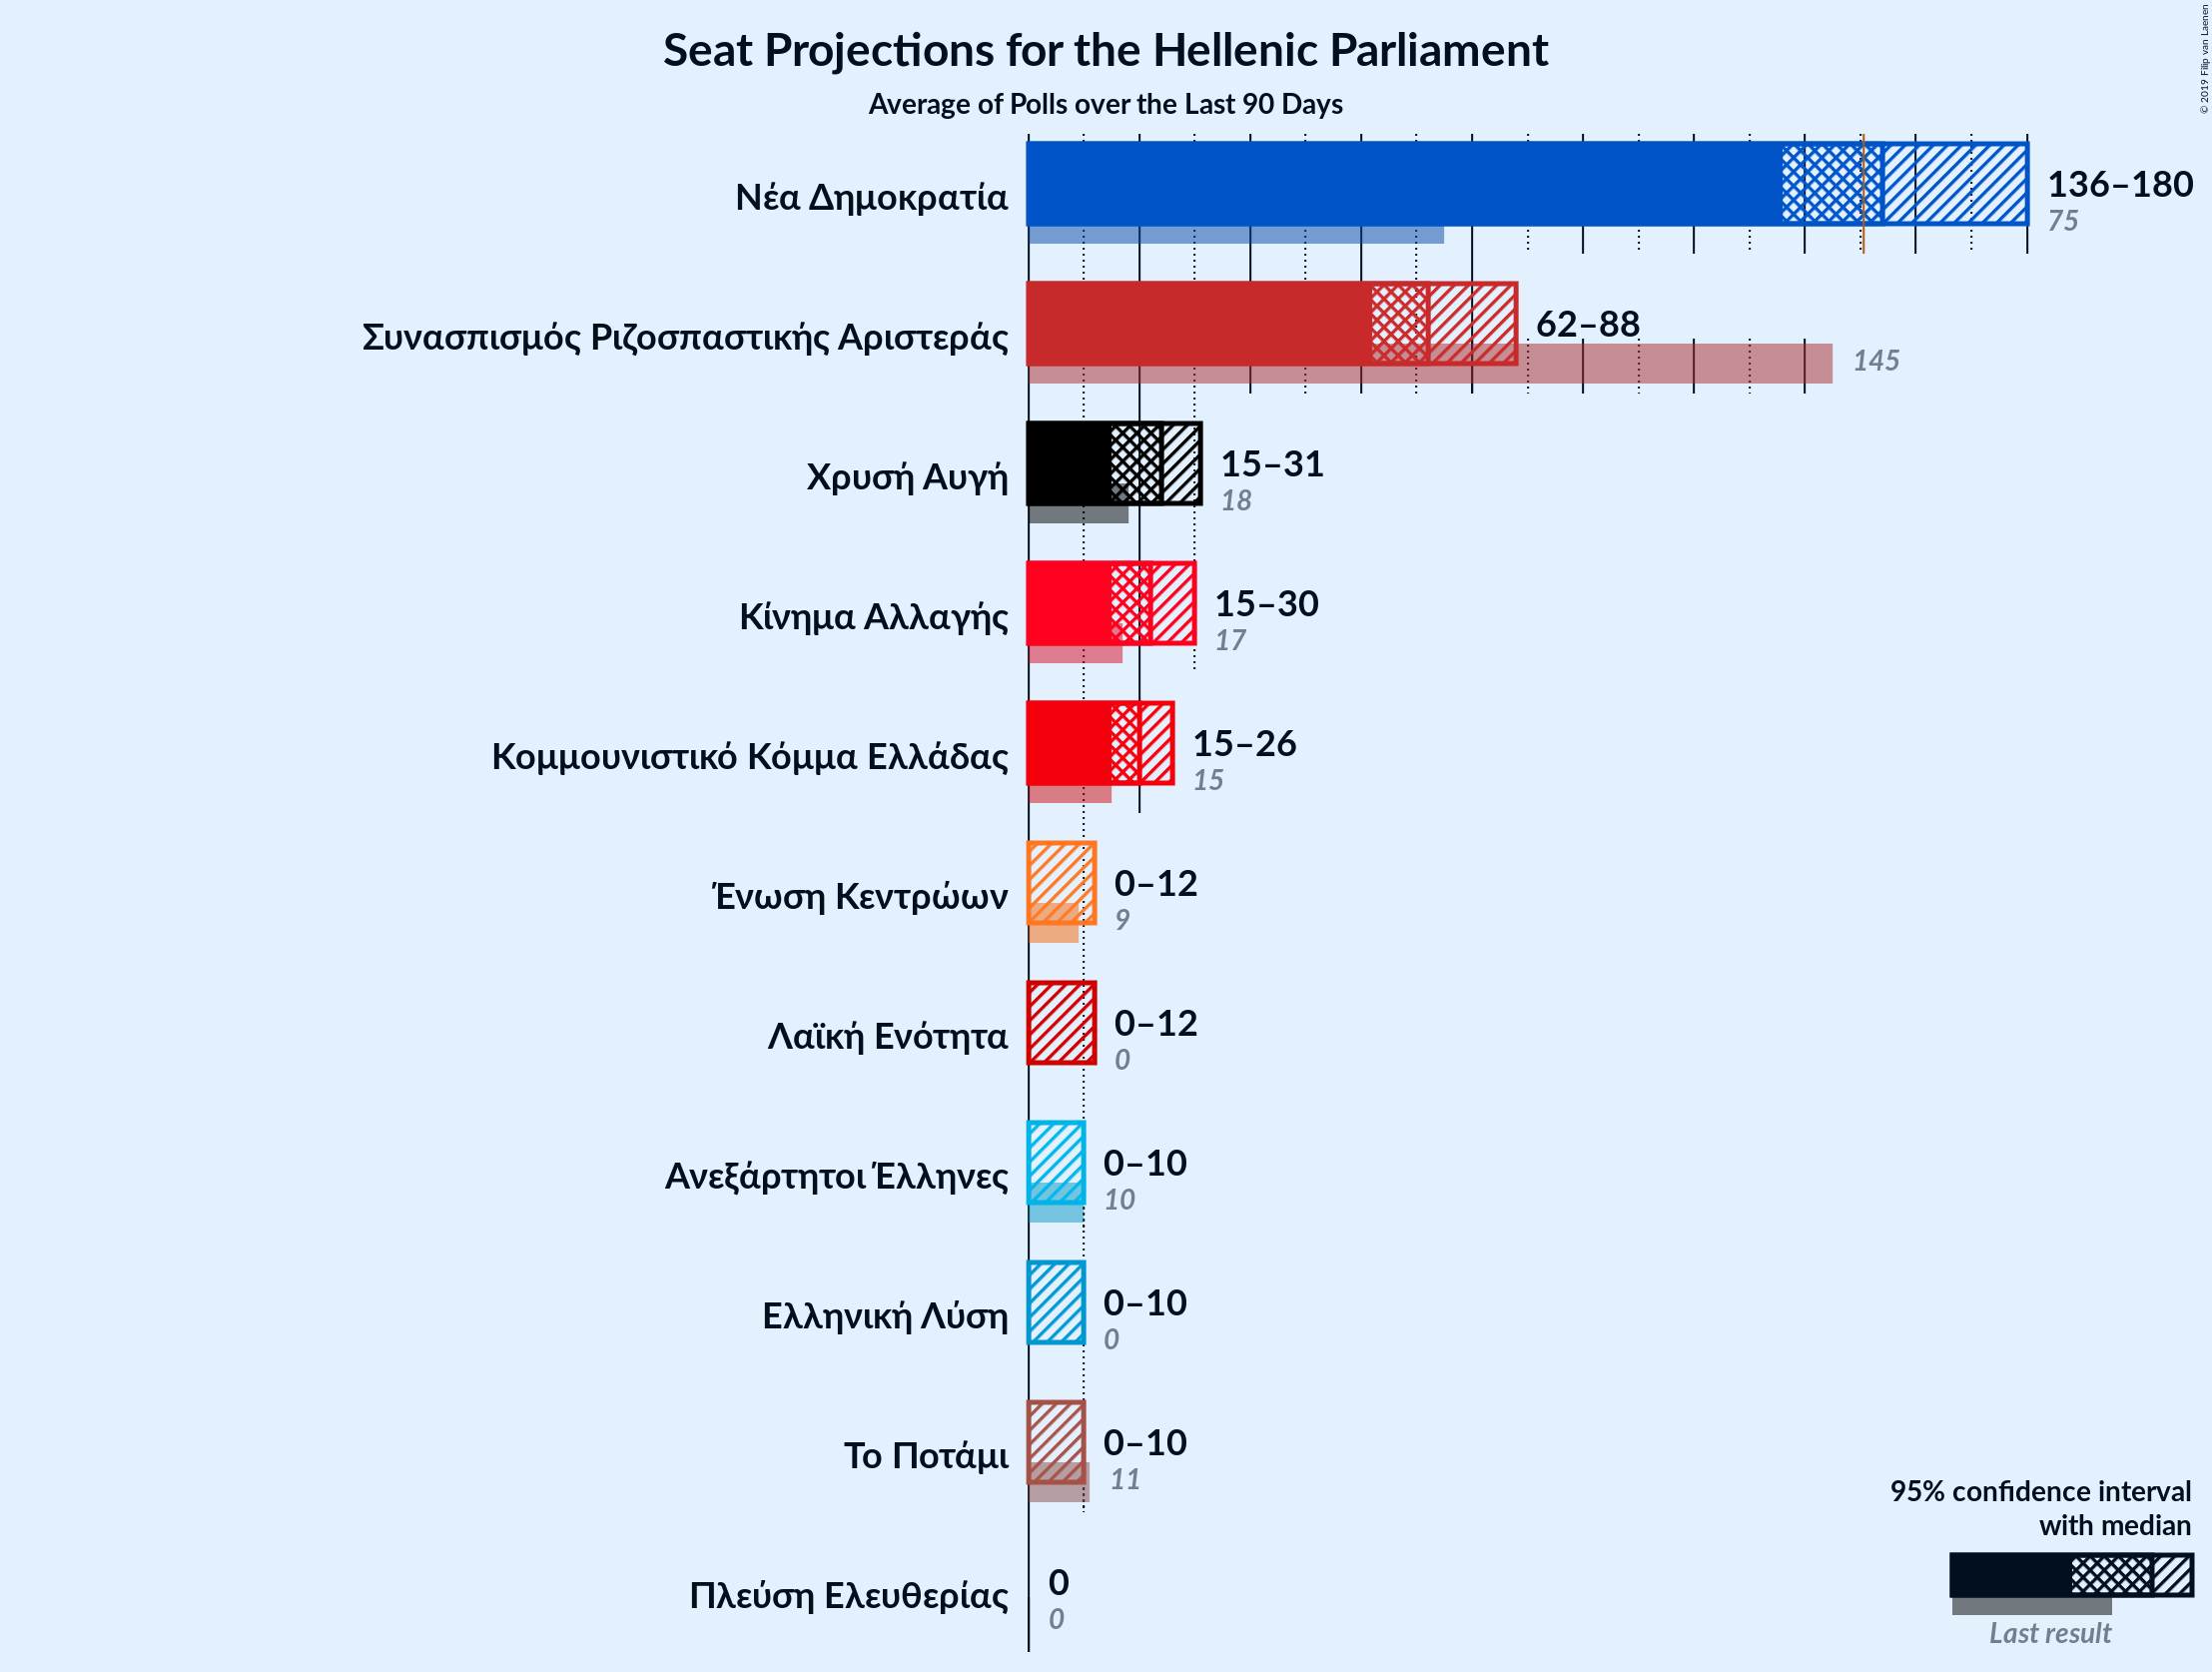 Seat Projections for the Hellenic Parliament
Average of Polls over the Last 90 Days
© 2019 Filip van Laenen
Νέα Δημοκρατία
136–180
75
Συνασπισμός Ριζοσπαστικής Αριστεράς
62–88
145
Χρυσή Αυγή
15–31
18
Κίνημα Αλλαγής
15–30
17
Κομμουνιστικό Κόμμα Ελλάδας
15–26
15
Ένωση Κεντρώων
0–12
9
Λαϊκή Ενότητα
0–12
0
Ανεξάρτητοι Έλληνες
0–10
10
Ελληνική Λύση
0–10
0
Το Ποτάμι
0–10
11
Πλεύση Ελευθερίας
0
0
95% confidence interval
with median
Last result